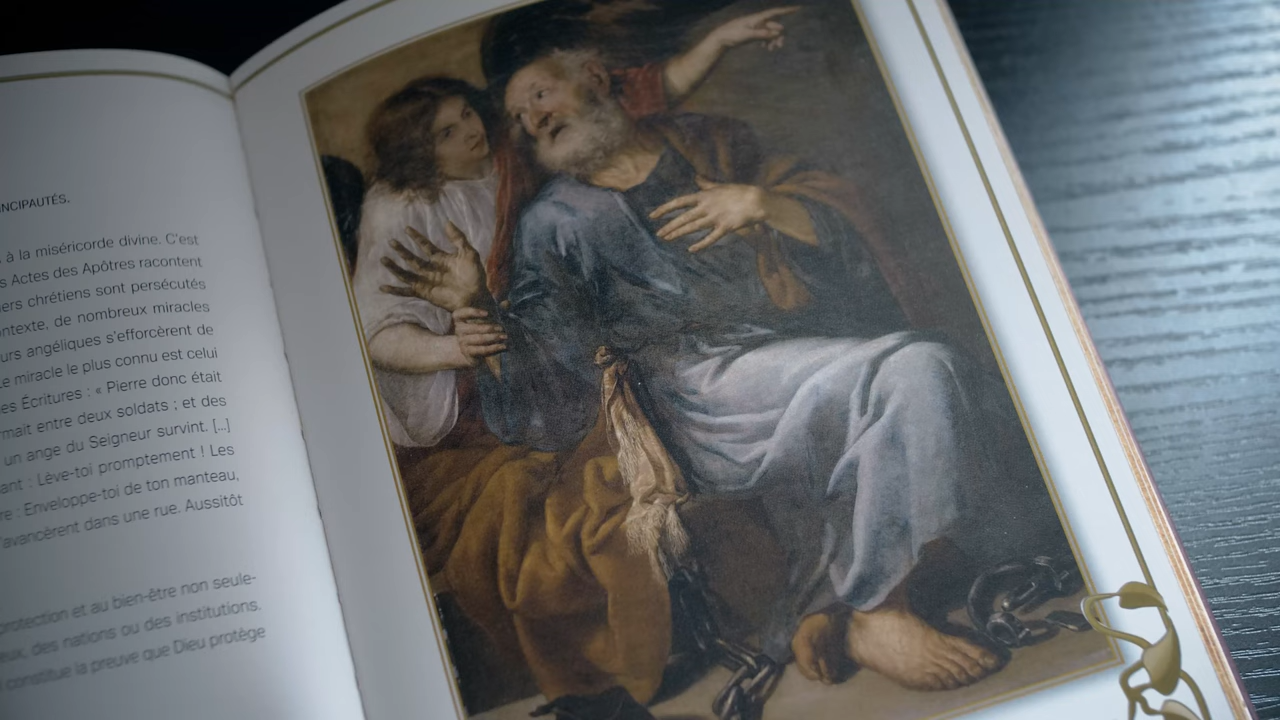 NCIPAUTÉS.
à la miséricorde divine. C'est
Actes des Apôtres racontent
iers chrétiens sont persécutés
ntexte, de nombreux miracles
urs angéliques s'efforcèrent de
e miracle le plus connu est celui
es Écritures : « Pierre donc était
mait entre deux soldats ; et des
un ange du Seigneur survint. [...]
ant : Lève-toi promptement ! Les
re : Enveloppe-toi de ton manteau,
avancèrent dans une rue. Aussitôt
protection et au bien-être non seule-
eux, des nations ou des institutions.
constitue la preuve que Dieu protège